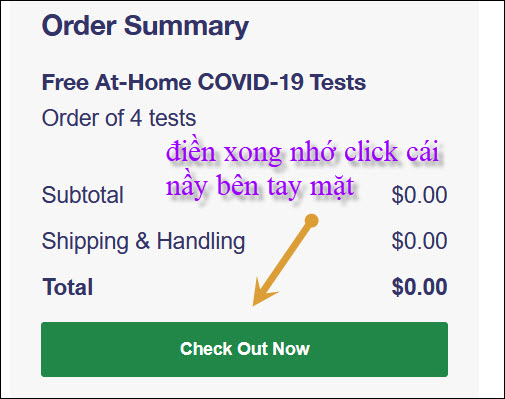 Order Summary
Free At-Home COVID-19 Tests
Order of 4 tests
điền xong nhớ click cái
nầy bên tay mặt
Subtotal $0.00
Shipping & Handling $0.00
Total $0.00
Check Out Now